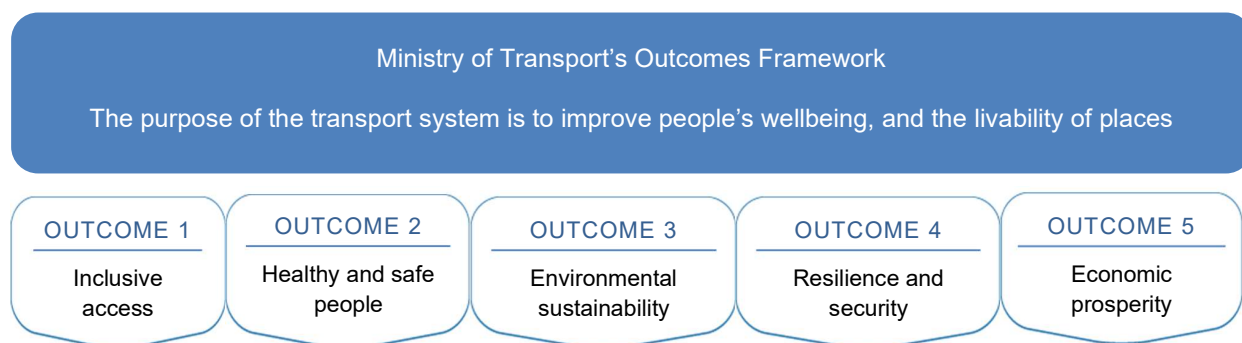 Ministry of Transport’s Outcomes Framework
The purpose of the transport system is to improve people’s wellbeing, and the livability of places
OUTCOME 1
Inclusive
access
OUTCOME 2
Healthy and safe
people
OUTCOME 3
Environmental
sustainability
OUTCOME 4
Resilience and
security
OUTCOME 5
Economic
prosperity